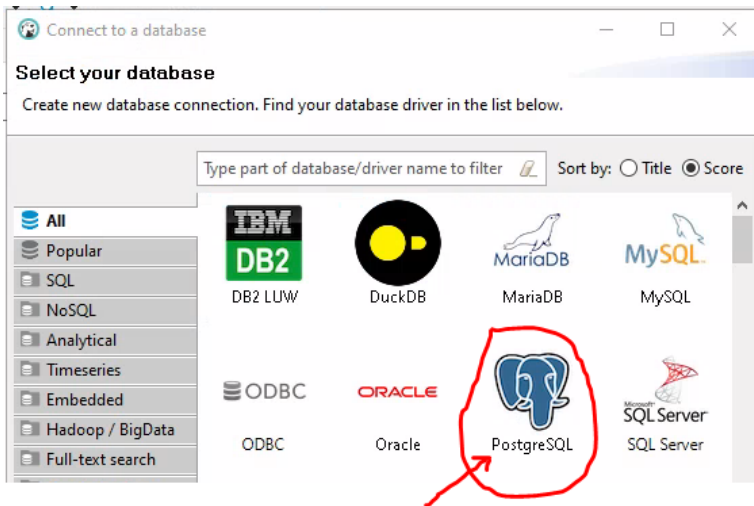 Connect to a database
Select your database
Create new database connection. Find your database driver in the list below.
Type part of database/driver name to filter Sort by: Title Score
All
Popular
SQL
NoSQL
Analytical
Timeseries
Embedded
Hadoop / BigData
Full-text search
IBM
DB2
MariaDB
MySQL
DB2 LUW DuckDB MariaDB MySQL
ODBC
ORACLE
Microsoft
SQL Server
ODBC Oracle PostgreSQL SQL Server